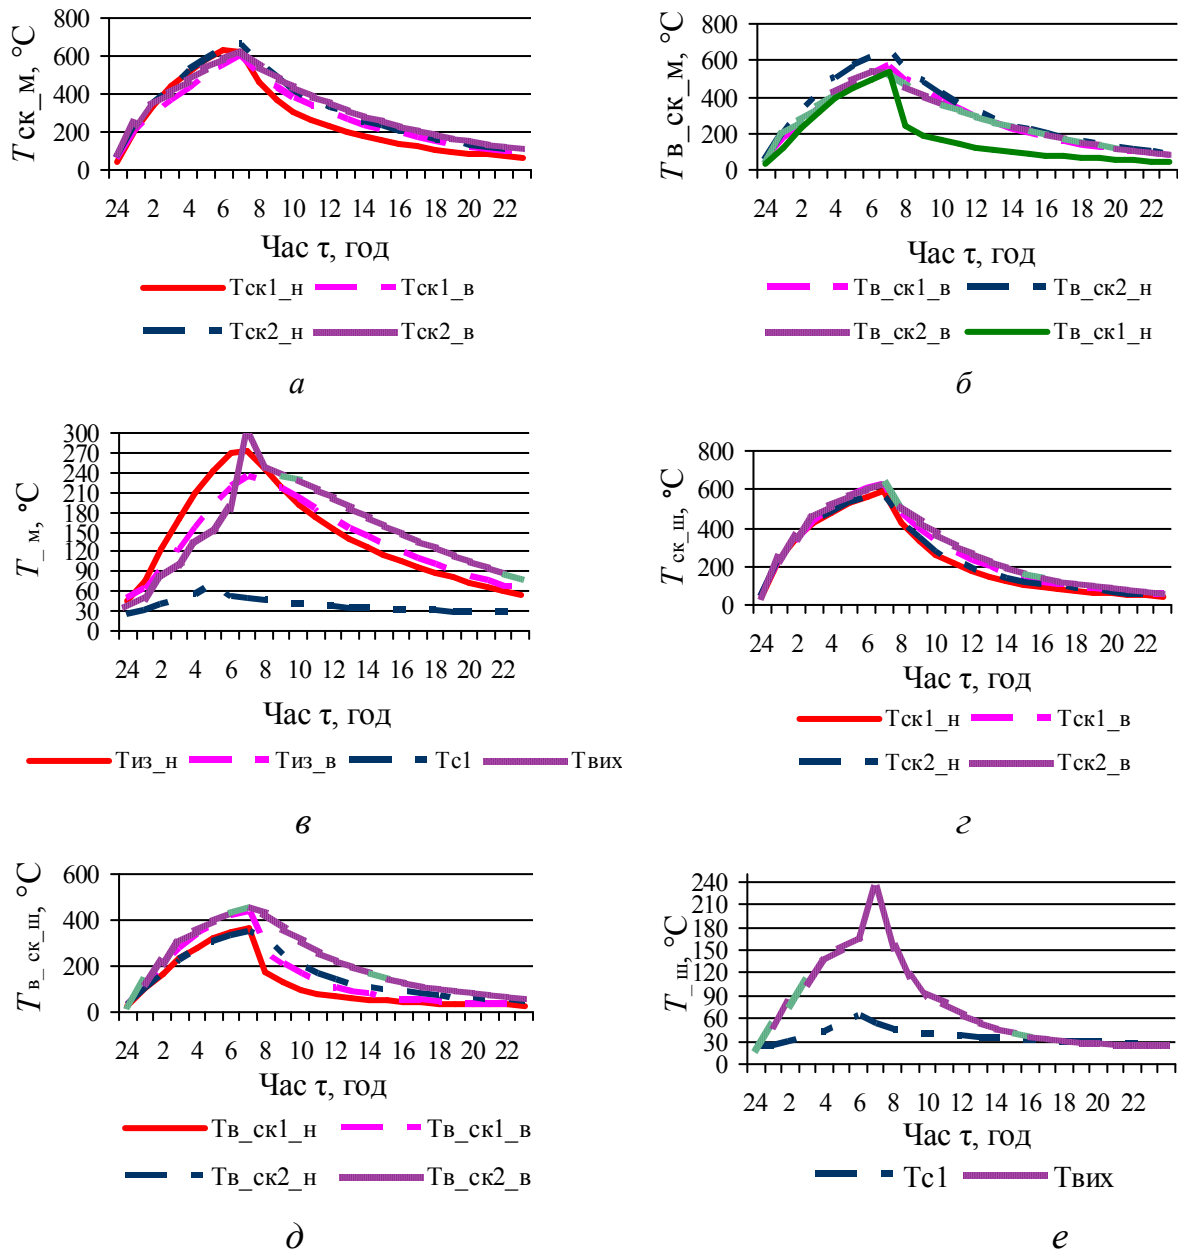 Tск_м, °C
800
600
400
200
0
24 2 4 6 8 10 12 14 16 18 20 22
Час τ, год
Тск1_н Тск1_в
Тск2_н Тск2_в
а
Tв_ск_м, °C
800
600
400
200
0
24 2 4 6 8 10 12 14 16 18 20 22
Час τ, год
Тв_ск1_в Тв_ск2_н
Тв_ск2_в Тв_ск1_н
б
T_м, °C
300
270
240
210
180
150
120
90
60
30
0
24 2 4 6 8 10 12 14 16 18 20 22
Час τ, год
Тиз_н Тиз_в Тс1 Твих
в
Tск_ш, °C
800
600
400
200
0
24 2 4 6 8 10 12 14 16 18 20 22
Час τ, год
Тск1_н Тск1_в
Тск2_н Тск2_в
г
Tв_ск_ш, °C
600
400
200
0
24 2 4 6 8 10 12 14 16 18 20 22
Час τ, год
Тв_ск1_н Тв_ск1_в
Тв_ск2_н Тв_ск2_в
д
T_ш, °C
240
210
180
150
120
90
60
30
0
24 2 4 6 8 10 12 14 16 18 20 22
Час τ, год
Тс1 Твих
е